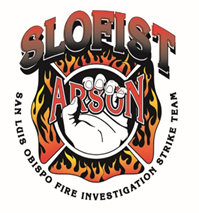 SLOFIST
ARSON
SAN LUIS OBISPO FIRE INVESTIGATION STRIKE TEAM